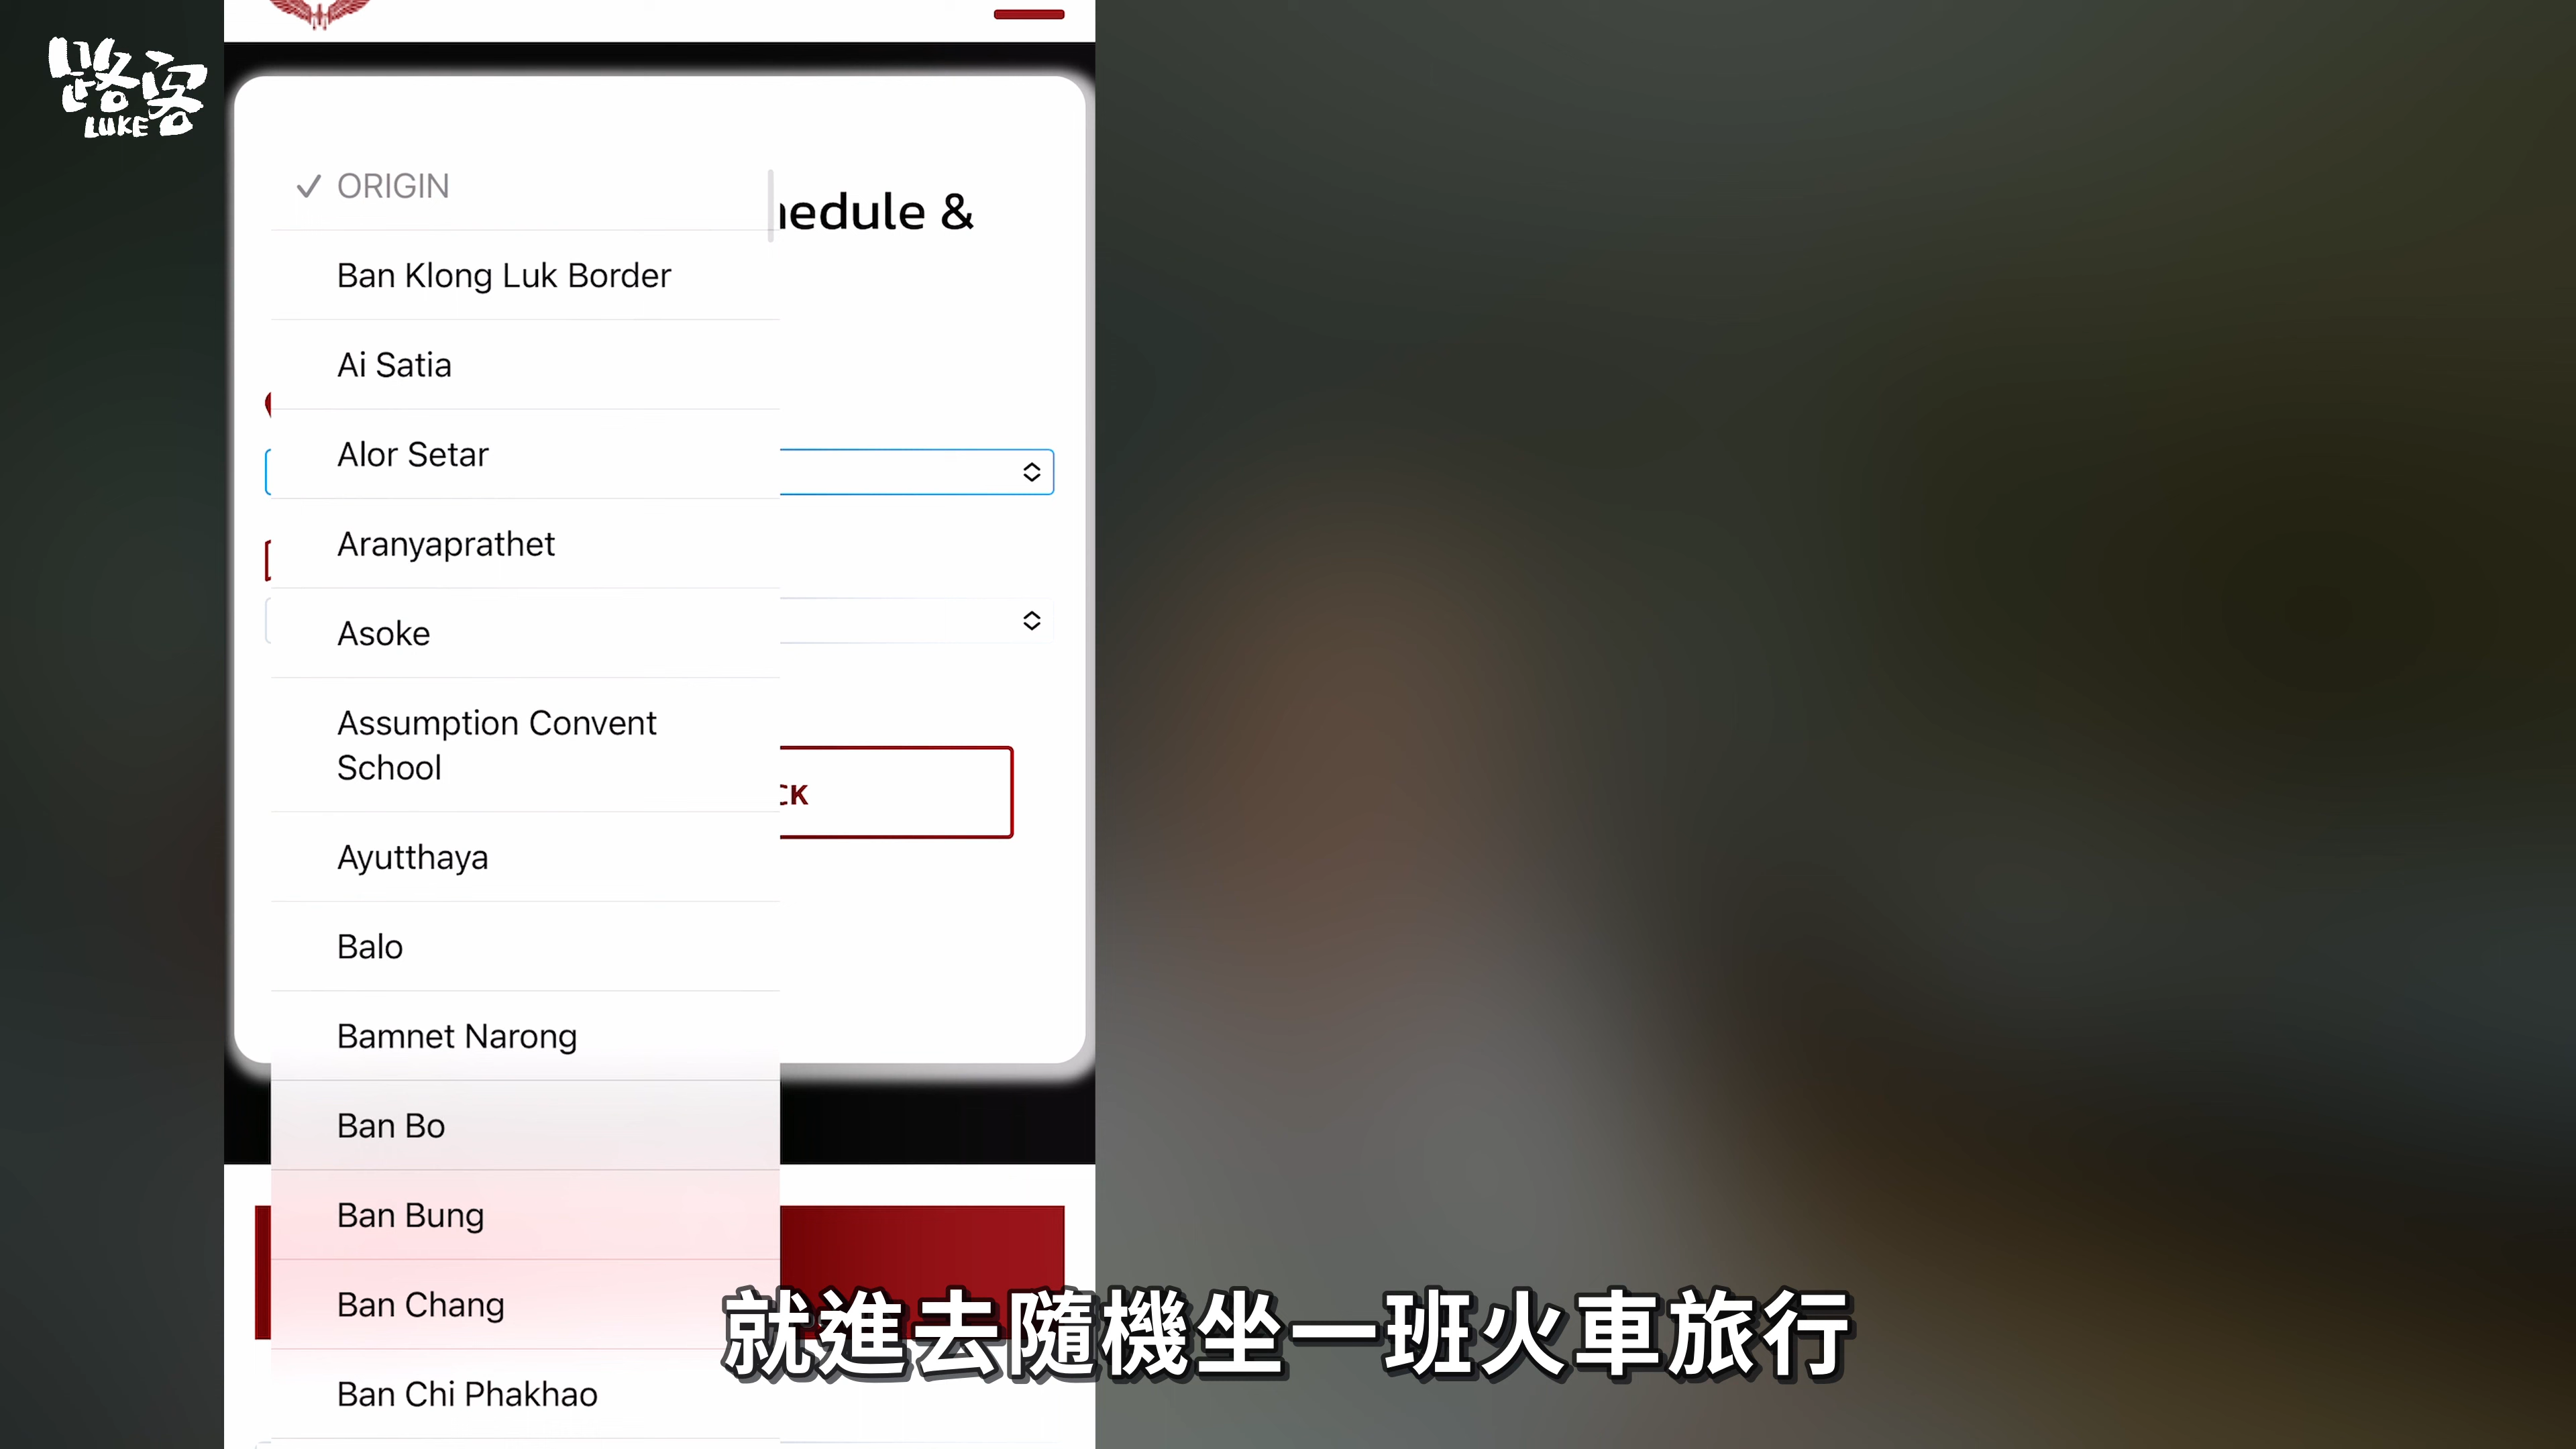 路客
LUKE
ORIGIN
hedule &
Ban Klong Luk Border
Ai Satia
Alor Setar
Aranyaprathet
Asoke
Assumption Convent
School
CK
Ayutthaya
Balo
Bamnet Narong
Ban Bo
Ban Bung
Ban Chang
就進去隨機坐一班火車旅行
Ban Chi Phakhao